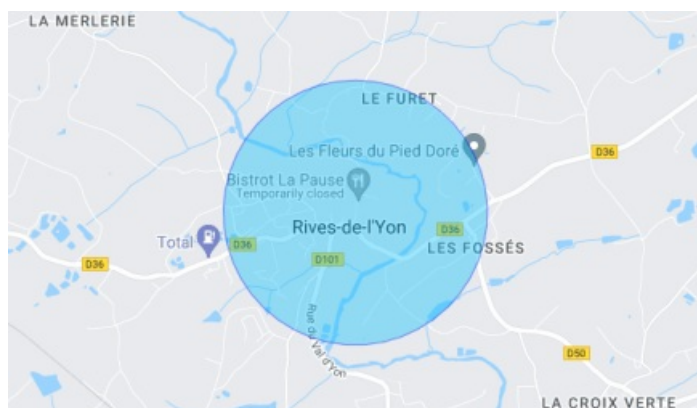 LA MERLERIE
LE FURET
Les Fleurs du Pied Doré
D36
Bistrot La Pause
Temporarily closed
Rives-de-l'Yon
Total
D36
D36
LES FOSSÉS
D36
D101
Rue du Val d'Yon
D50
LA CROIX VERTE